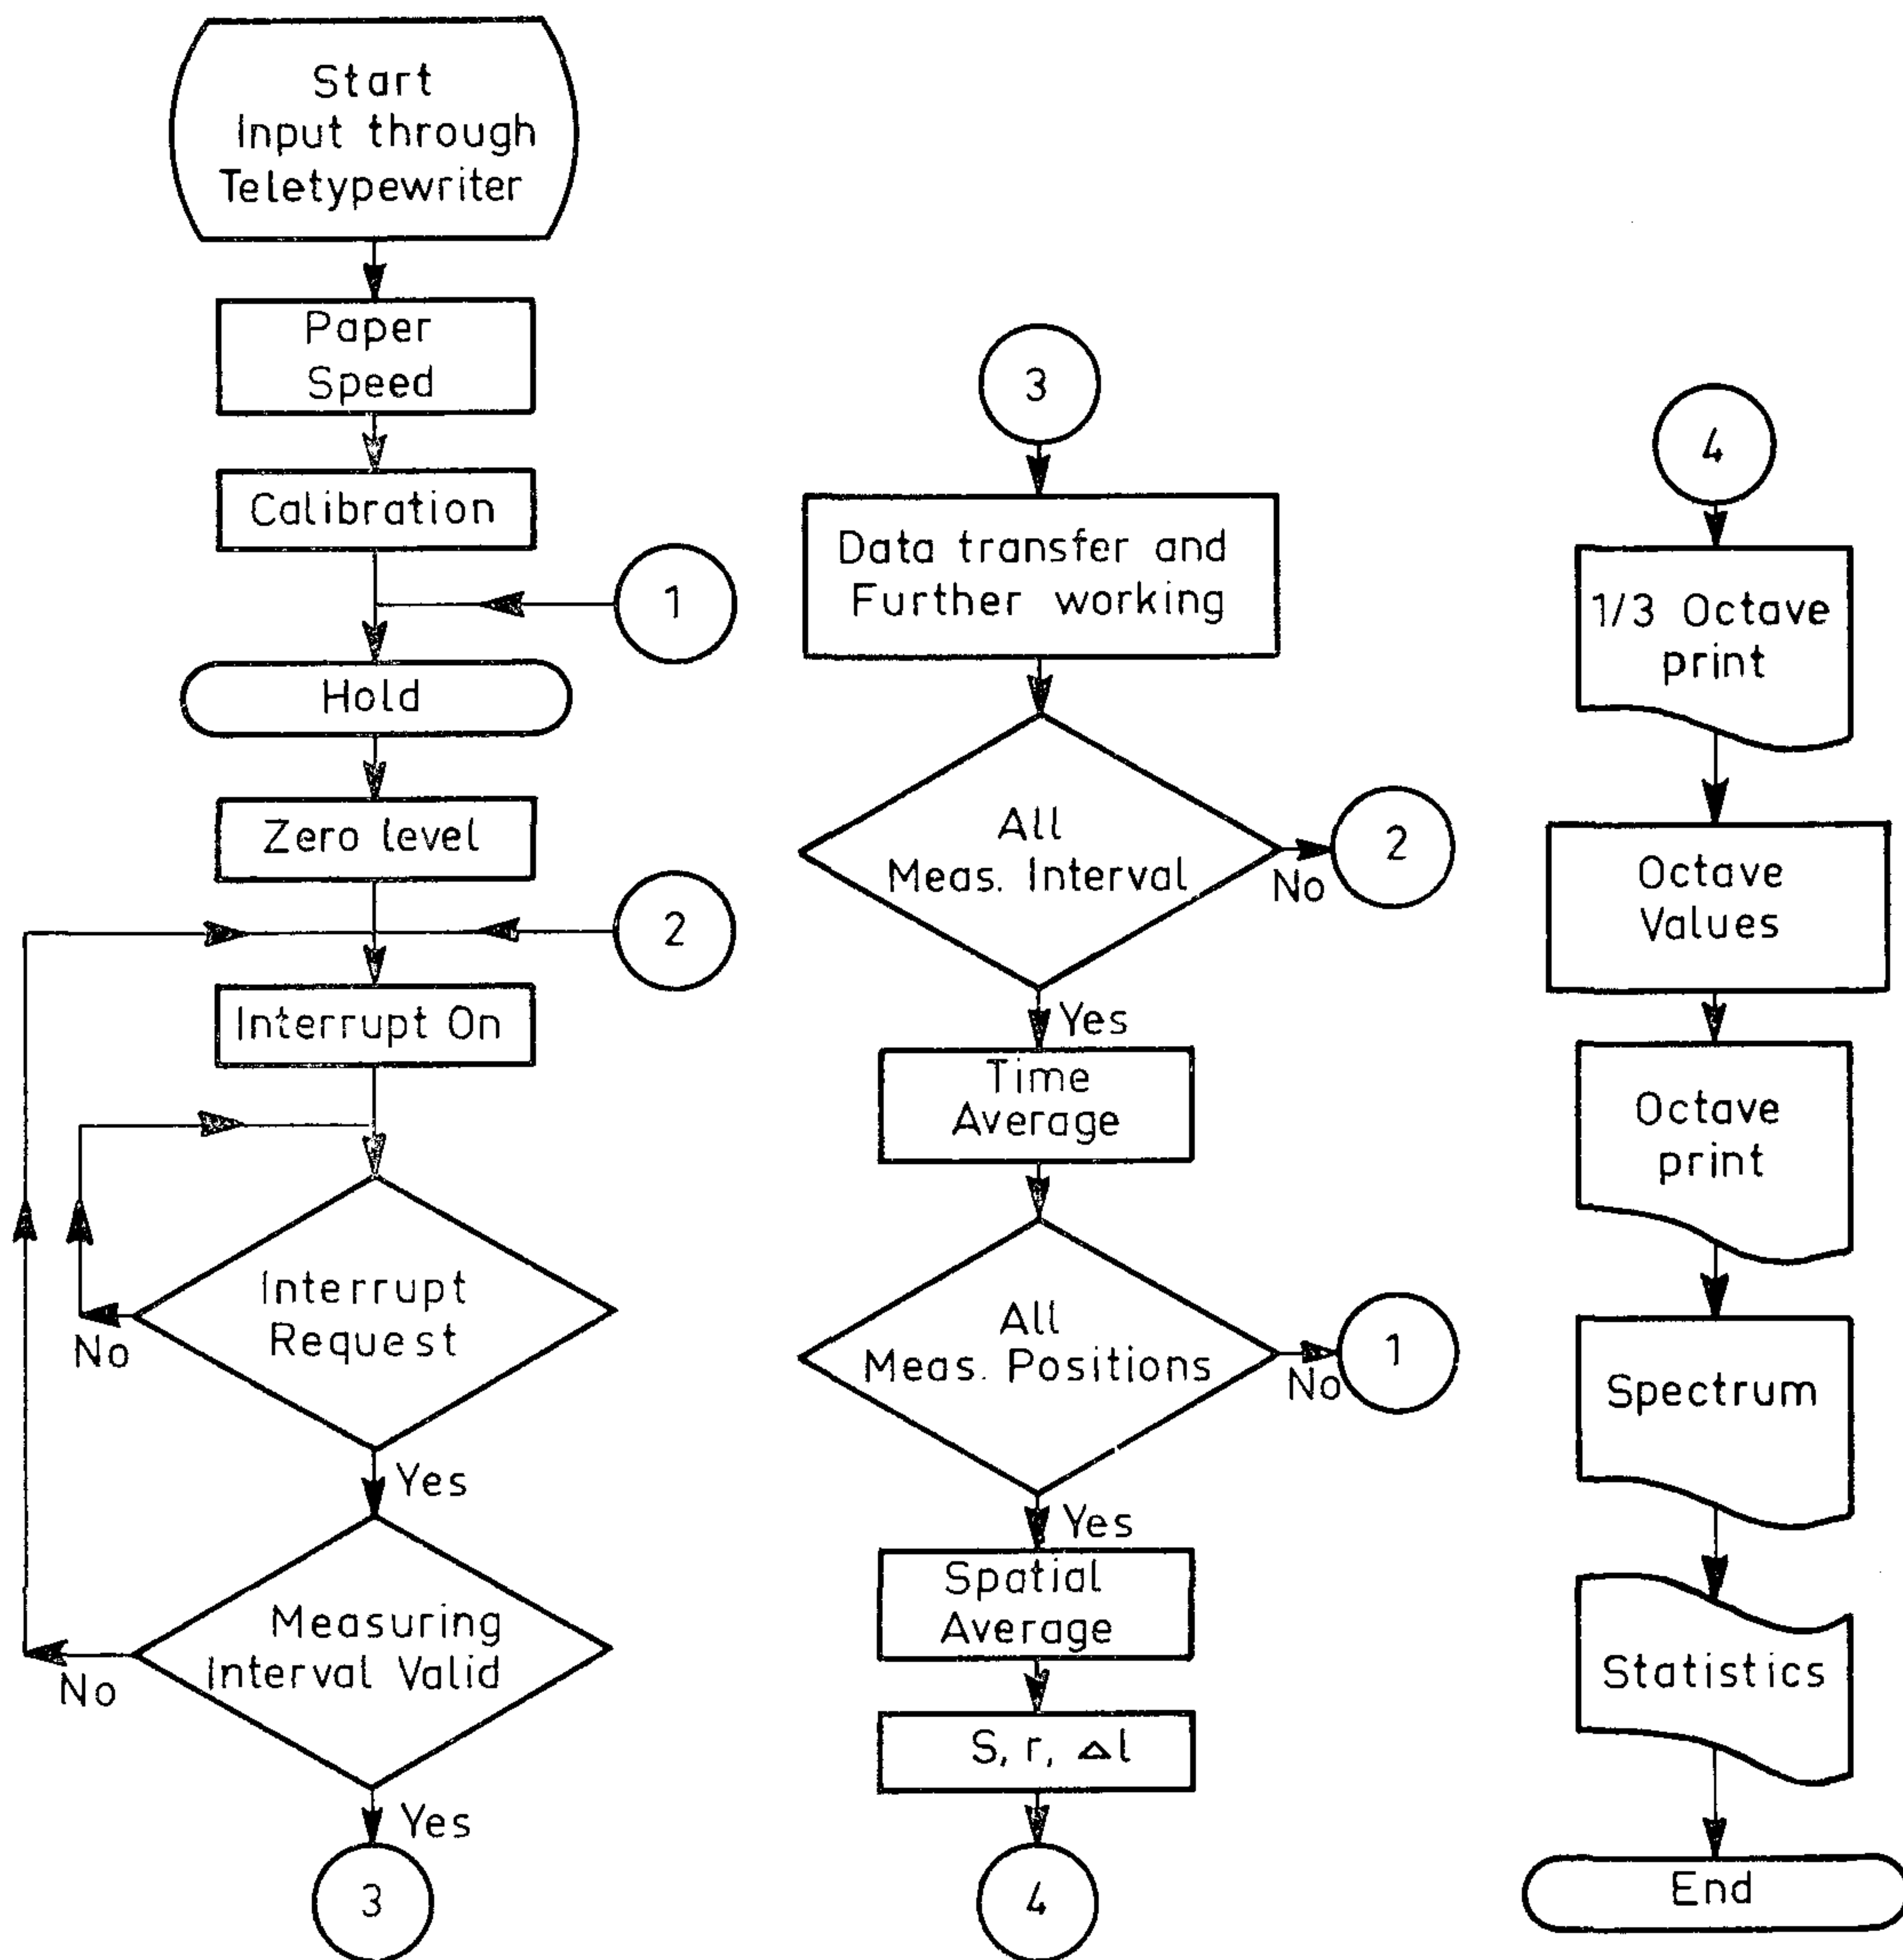 Start
Input through
Teletypewriter
Paper
Speed
Calibration
1
Hold
Zero level
2
Interrupt On
Interrupt
Request
No
Yes
Measuring
Interval Valid
No
Yes
3
3
Data transfer and
Further working
All
Meas. Interval
No
2
Yes
Time
Average
All
Meas. Positions
No
1
Yes
Spatial
Average
S, r, Δl
4
4
1/3 Octave
print
Octave
Values
Octave
print
Spectrum
Statistics
End